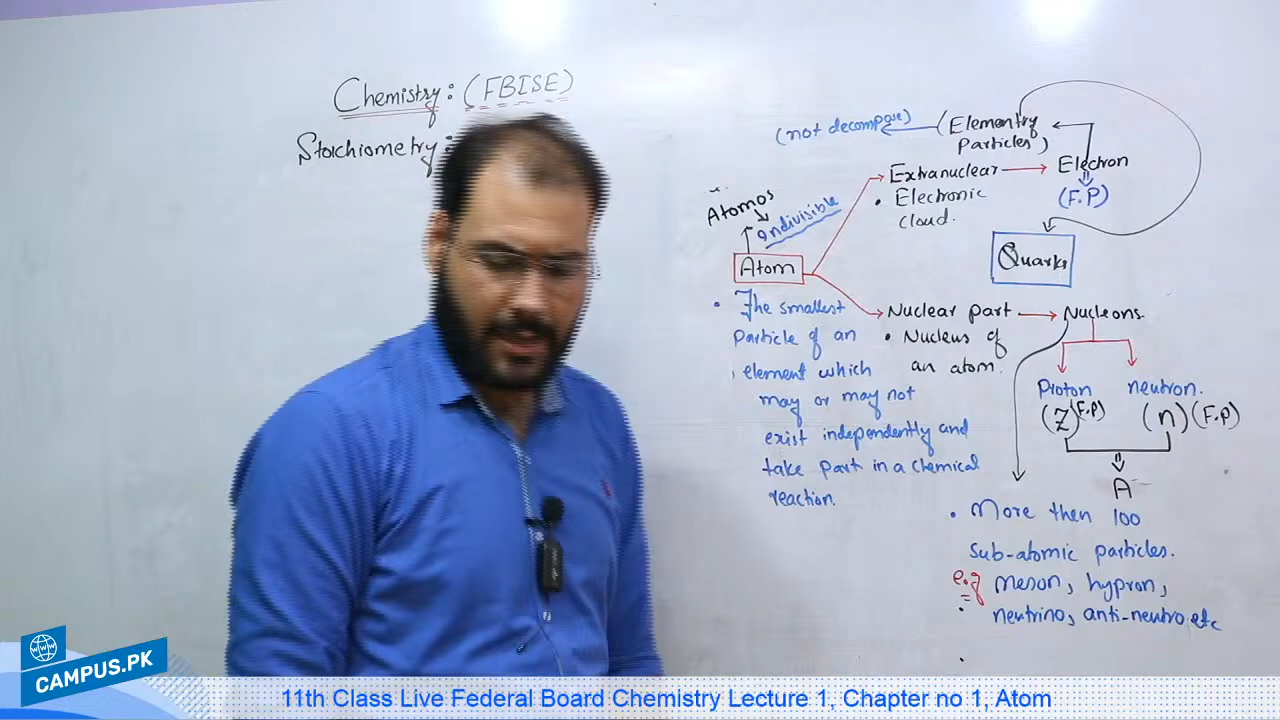 Chemistry: (FBISE)
Stoichiometry:
(not decompose)
(Elementry
Particles)
Extranuclear
Electron
• Electronic
cloud.
(F.P)
Atomos
Indivisible
Quarks
Atom
• The smallest
Particle of an
element which
may or may not
exist independently and
take part in a chemical
reaction.
Nuclear part
Nucleons.
• Nucleus of
an atom.
Proton
neutron.
(Z)(F.P)
(n)(F.P)
A
• More then 100
sub-atomic particles.
e.g meson, hypron,
neutrino, anti-neutro etc
www
CAMPUS.PK
11th Class Live Federal Board Chemistry Lecture 1, Chapter no 1, Atom